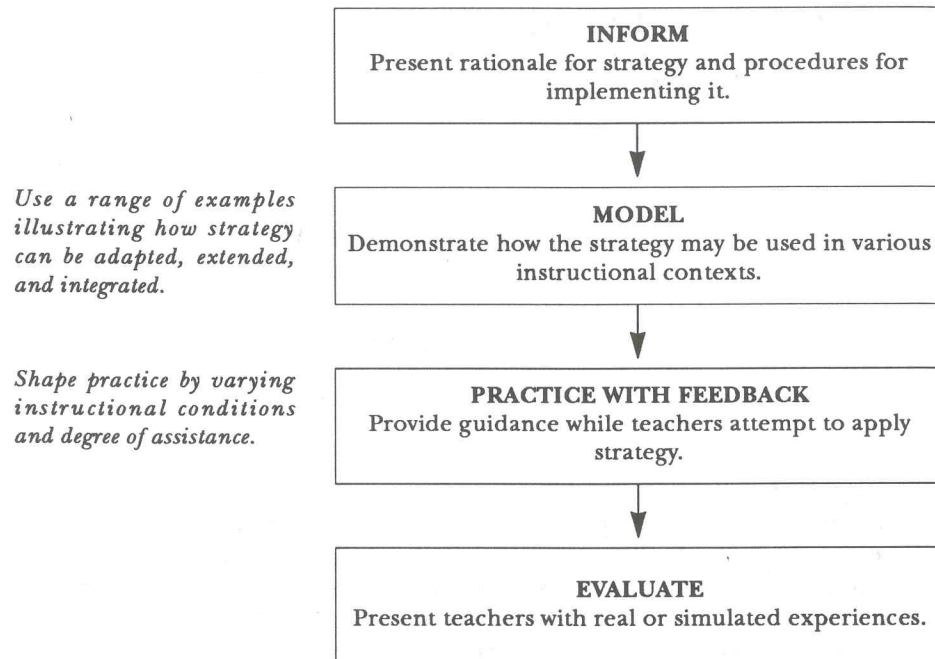 INFORM
Present rationale for strategy and procedures for
implementing it.
Use a range of examples
illustrating how strategy
can be adapted, extended,
and integrated.
MODEL
Demonstrate how the strategy may be used in various
instructional contexts.
Shape practice by varying
instructional conditions
and degree of assistance.
PRACTICE WITH FEEDBACK
Provide guidance while teachers attempt to apply
strategy.
EVALUATE
Present teachers with real or simulated experiences.